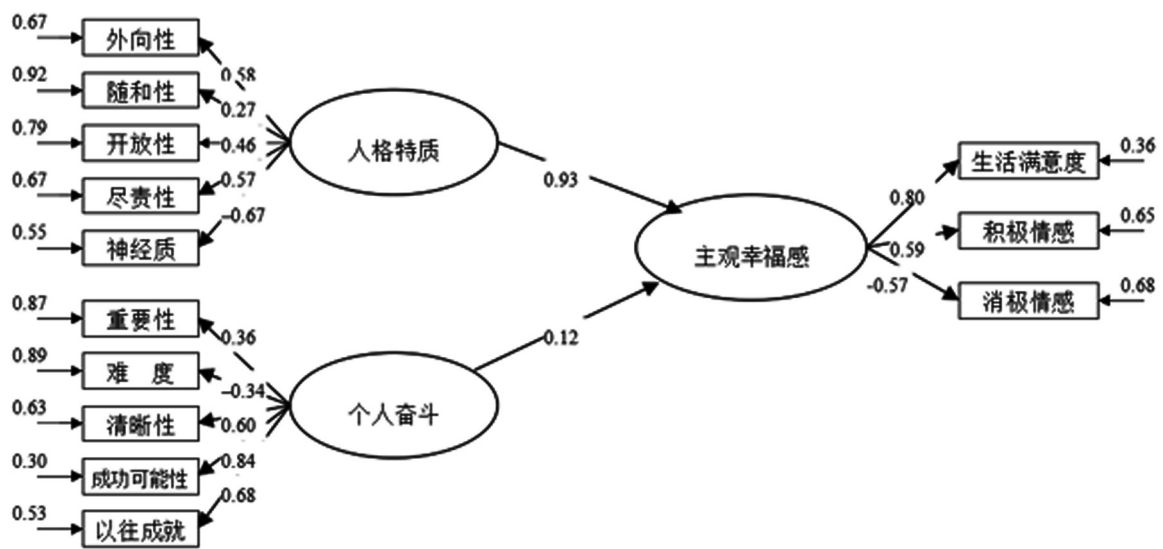 0.67
外向性
0.58
0.92
随和性
0.27
0.79
开放性
0.46
0.67
尽责性
0.57
0.55
神经质
-0.67
人格特质
0.93
0.87
重要性
0.36
0.89
难 度
-0.34
0.63
清晰性
0.60
0.30
成功可能性
0.84
0.53
以往成就
0.68
个人奋斗
0.12
主观幸福感
0.80
生活满意度
0.36
0.59
积极情感
0.65
-0.57
消极情感
0.68